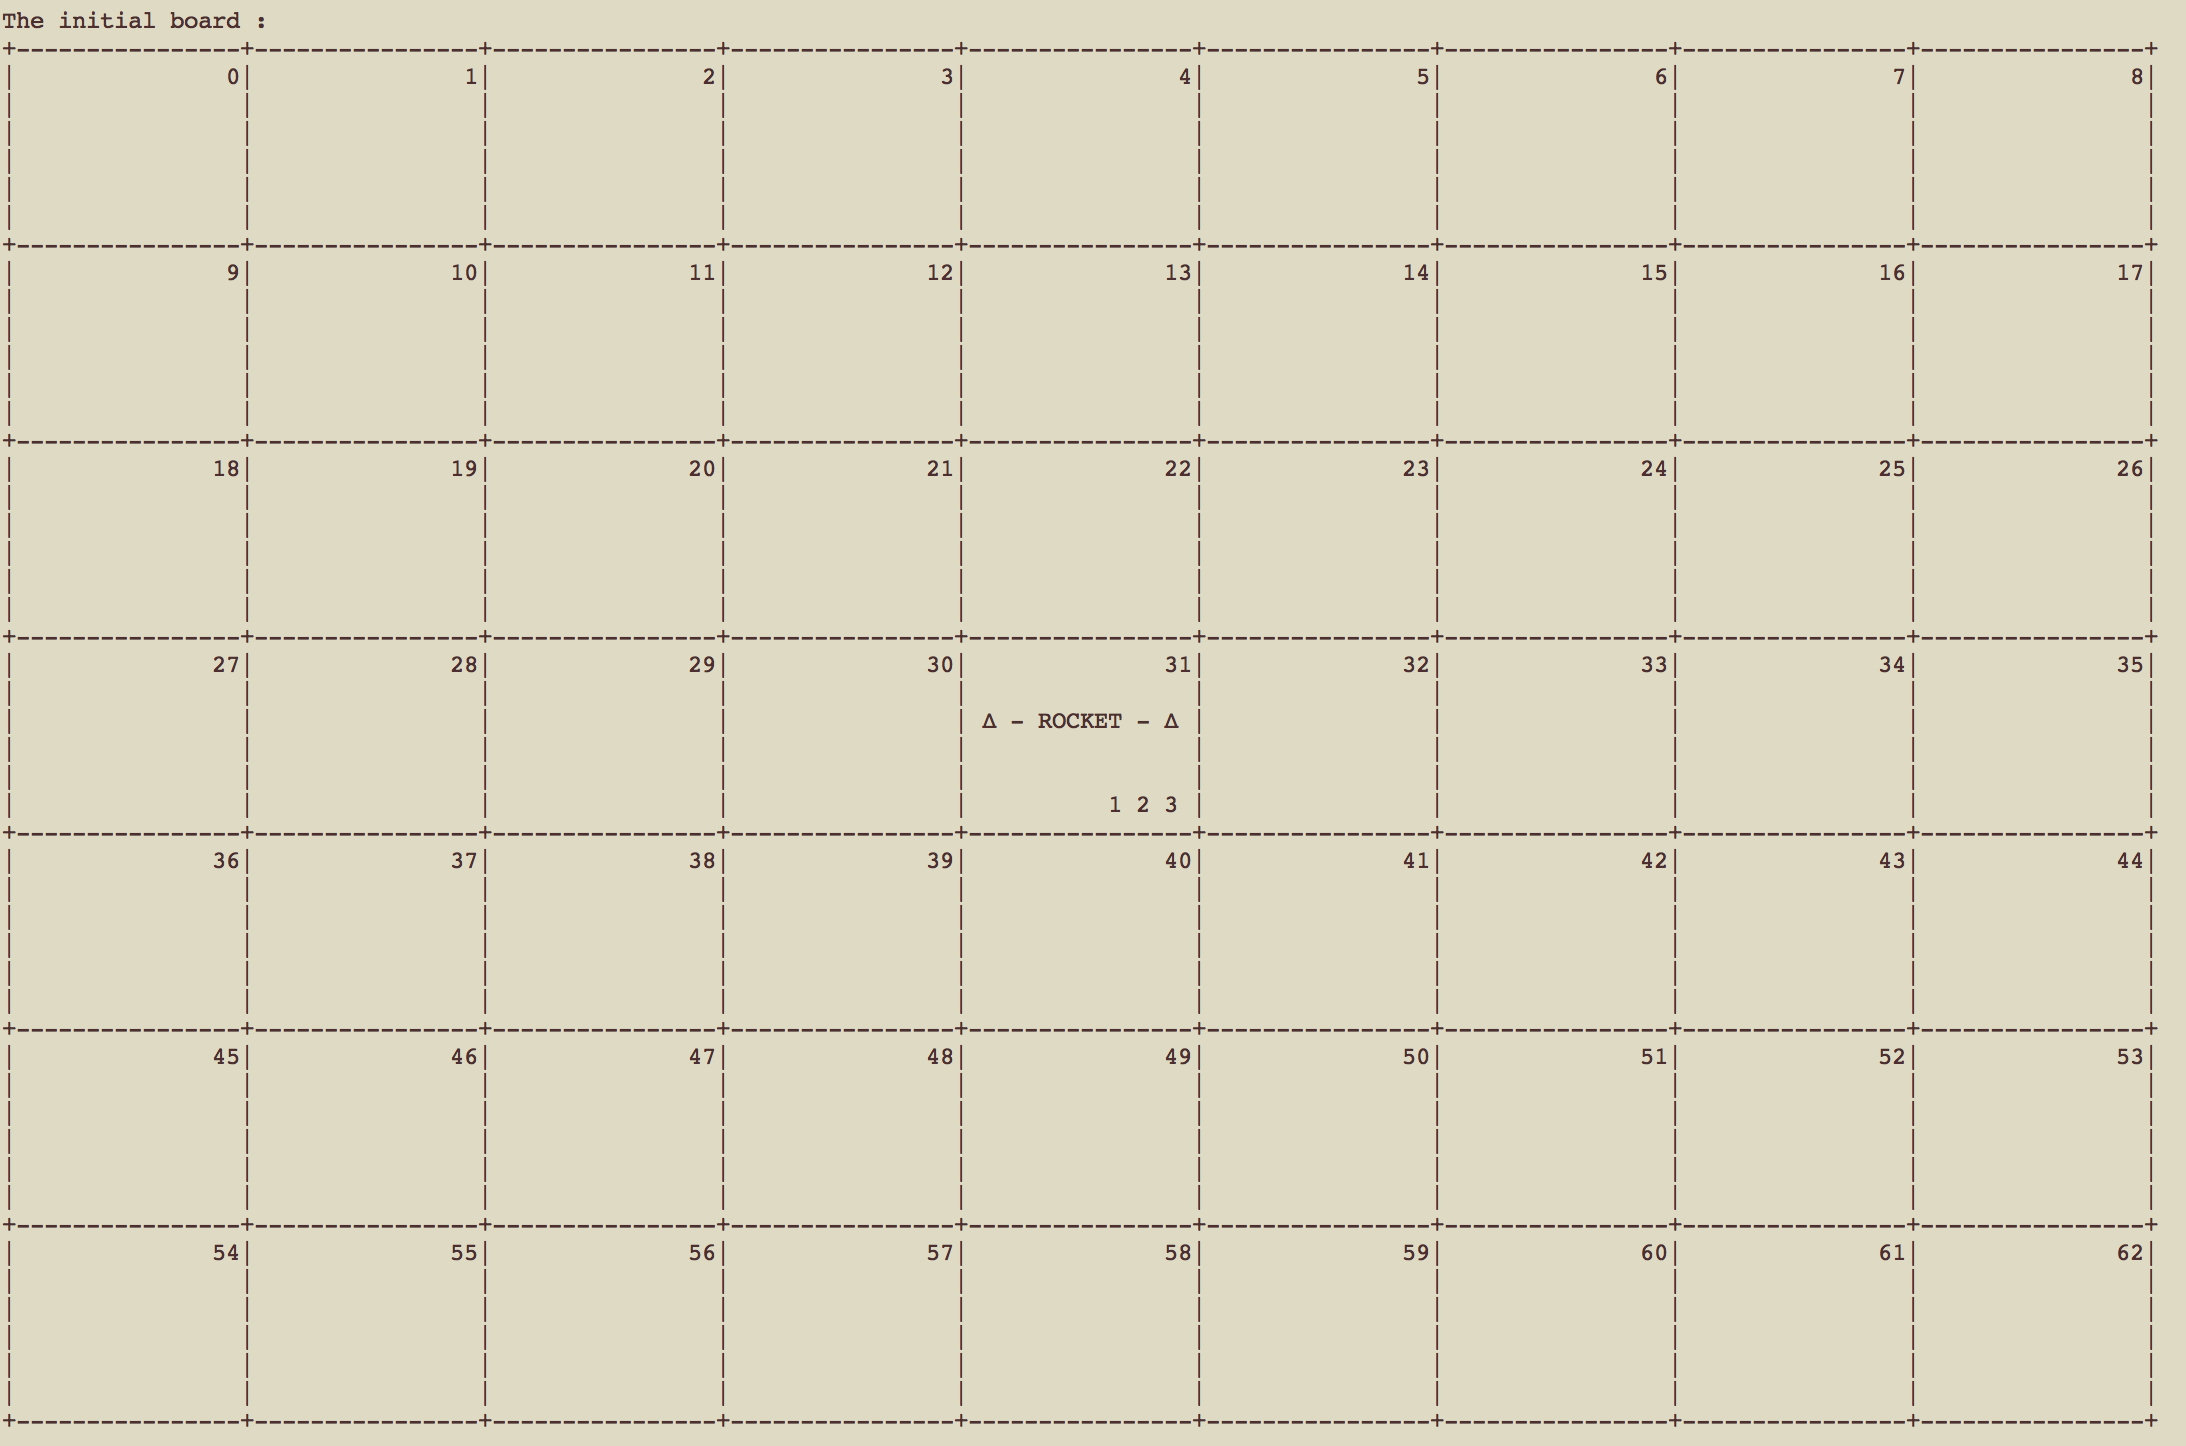 The initial board :
0 1 2 3 4 5 6 7 8
9 10 11 12 13 14 15 16 17
18 19 20 21 22 23 24 25 26
27 28 29 30 31 32 33 34 35
Δ - ROCKET - Δ
1 2 3
36 37 38 39 40 41 42 43 44
45 46 47 48 49 50 51 52 53
54 55 56 57 58 59 60 61 62